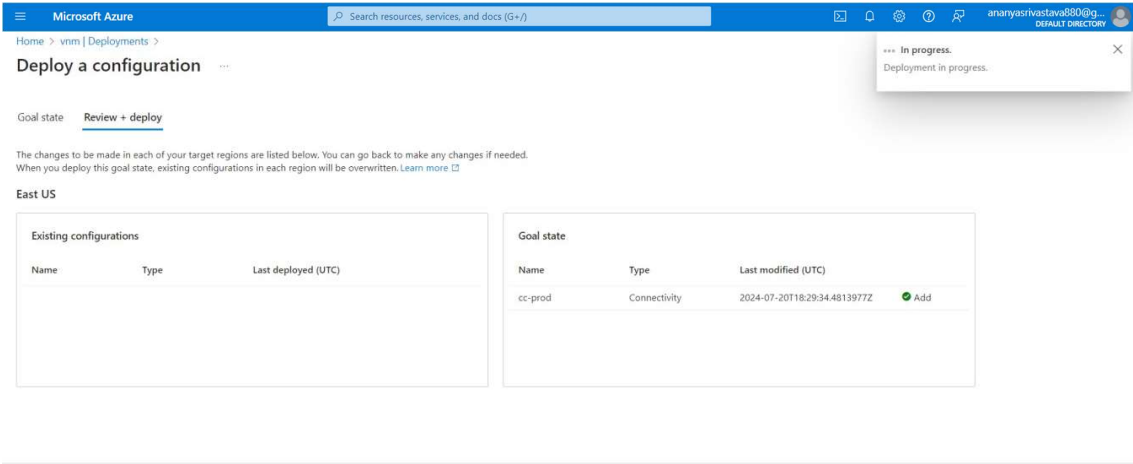 Microsoft Azure
Search resources, services, and docs (G+/)
ananyasrivastava880@g...
DEFAULT DIRECTORY
Home > vnm | Deployments >
Deploy a configuration ...
In progress.
Deployment in progress.
Goal state Review + deploy
The changes to be made in each of your target regions are listed below. You can go back to make any changes if needed.
When you deploy this goal state, existing configurations in each region will be overwritten. Learn more
East US
Existing configurations
Name Type Last deployed (UTC)
Goal state
Name Type Last modified (UTC)
cc-prod Connectivity 2024-07-20T18:29:34.4813977Z Add